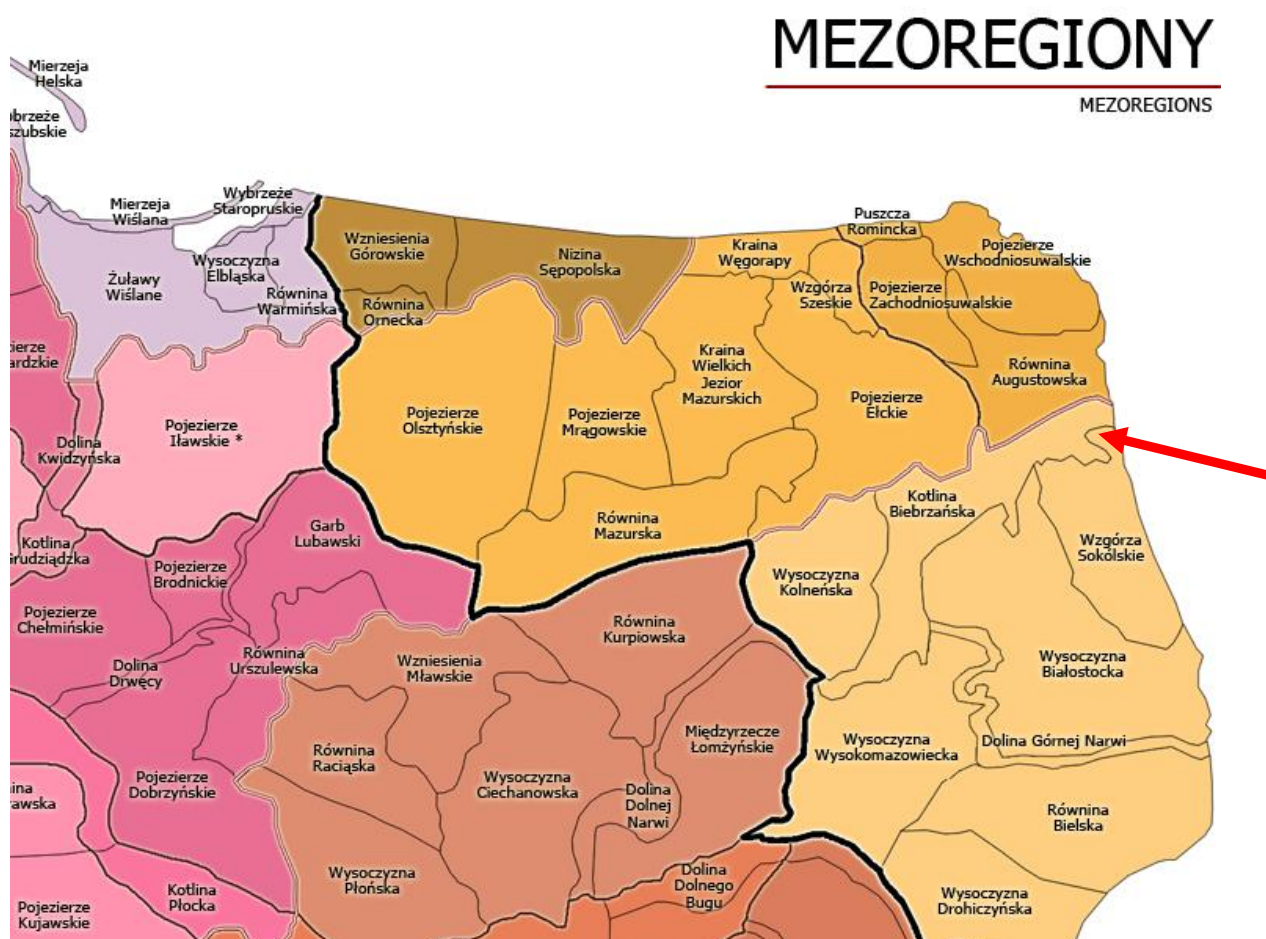 MEZOREGIONY
MEZOREGIONS
Mierzeja
Helska
brzeże
szubskie
Mierzeja
Wiślana
Wybrzeże
Staropruskie
Żuławy
Wiślane
Wysoczyzna
Elbląska
Równina
Warmińska
Wzniesienia
Górowskie
Równina
Ornecka
Nizina
Sępopolska
Kraina
Węgorapy
Puszcza
Romincka
Pojezierze
Wschodniosuwalskie
Wzgórza
Szeskie
Pojezierze
Zachodniosuwalskie
Równina
Augustowska
ierze
ardzkie
Pojezierze
Iławskie *
Dolina
Kwidzyńska
Pojezierze
Olsztyńskie
Pojezierze
Mrągowskie
Kraina
Wielkich
Jezior
Mazurskich
Pojezierze
Ełckie
Kotlina
Biebrzańska
Równina
Mazurska
Garb
Lubawski
Kotlina
Grudziądzka
Pojezierze
Brodnickie
Wysoczyzna
Kolneńska
Wzgórza
Sokólskie
Pojezierze
Chełmińskie
Dolina
Drwęcy
Równina
Urszulewska
Wzniesienia
Mławskie
Równina
Kurpiowska
Wysoczyzna
Białostocka
Równina
Raciąska
Międzyrzecze
Łomżyńskie
Wysoczyzna
Wysokomazowiecka
Dolina Górnej Narwi
Pojezierze
Dobrzyńskie
Wysoczyzna
Ciechanowska
Dolina
Dolnej
Narwi
Równina
Bielska
ina
rawska
Wysoczyzna
Płońska
Dolina
Dolnego
Bugu
Wysoczyzna
Drohiczyńska
Kotlina
Płocka
Pojezierze
Kujawskie